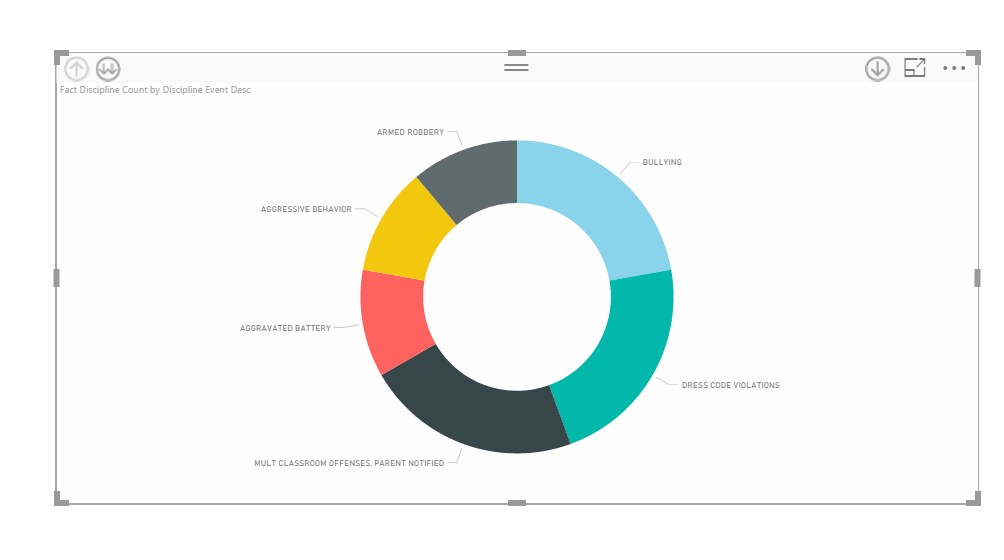 Fact Discipline Count by Discipline Event Desc
ARMED ROBBERY
BULLYING
AGGRESSIVE BEHAVIOR
AGGRAVATED BATTERY
DRESS CODE VIOLATIONS
MULT CLASSROOM OFFENSES, PARENT NOTIFIED